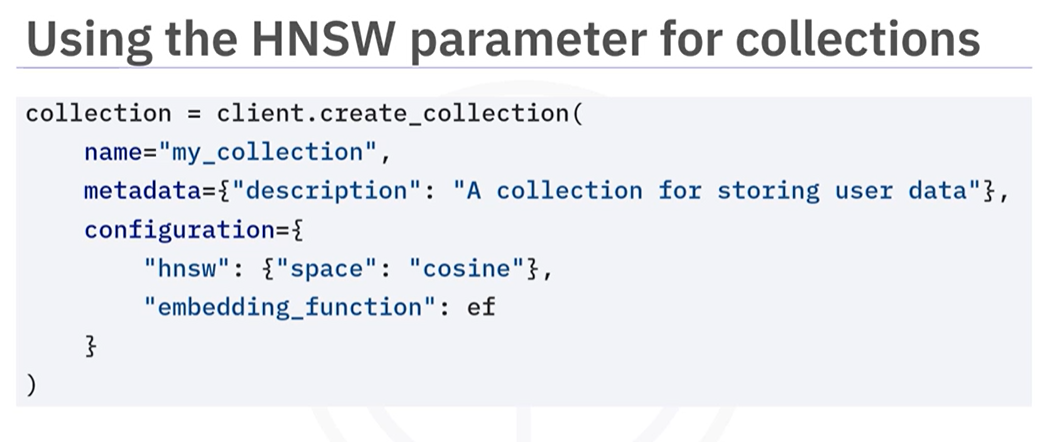 Using the HNSW parameter for collections
collection = client.create_collection(
    name="my_collection",
    metadata={"description": "A collection for storing user data"},
    configuration={
        "hnsw": {"space": "cosine"},
        "embedding_function": ef
    }
)